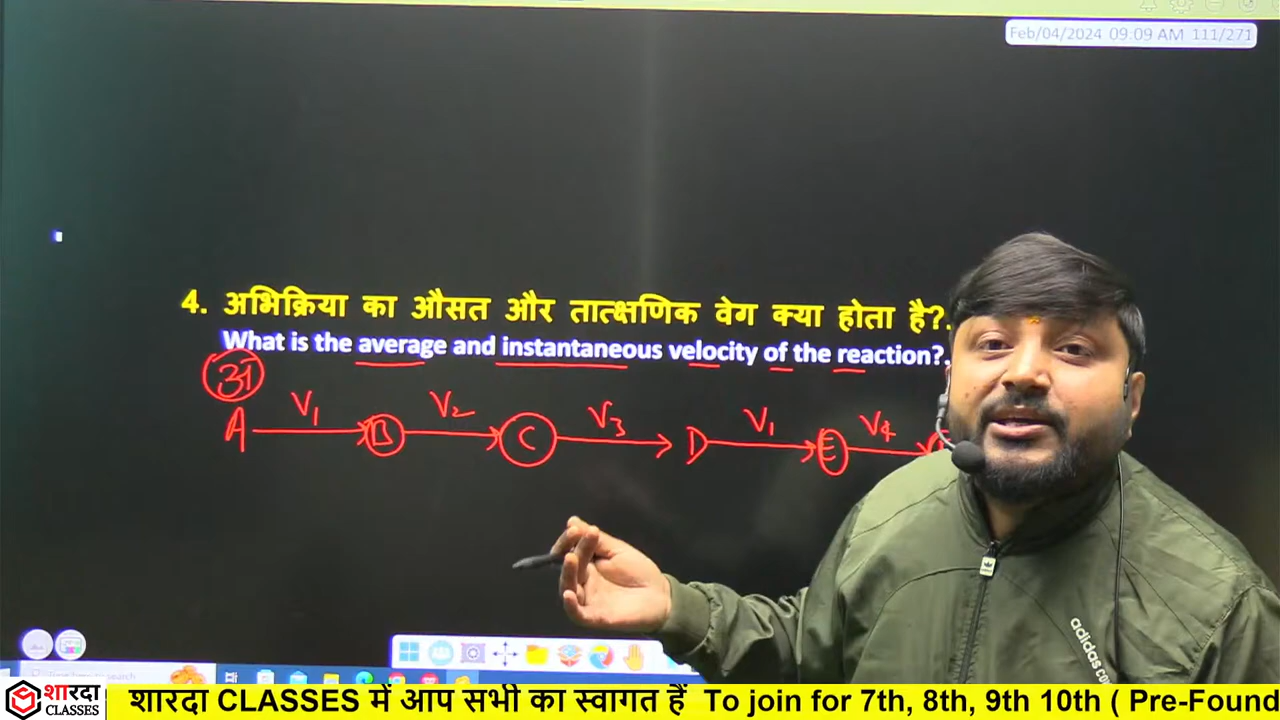 Feb/04/2024 09:09 AM 111/271
4. अभिक्रिया का औसत और तात्क्षणिक वेग क्या होता है?.
What is the average and instantaneous velocity of the reaction?.
उ
A V₁ B V₂ C V₃ D V₁ E V₄
adidas
शारदा CLASSES
शारदा CLASSES में आप सभी का स्वागत हैं To join for 7th, 8th, 9th 10th ( Pre-Found